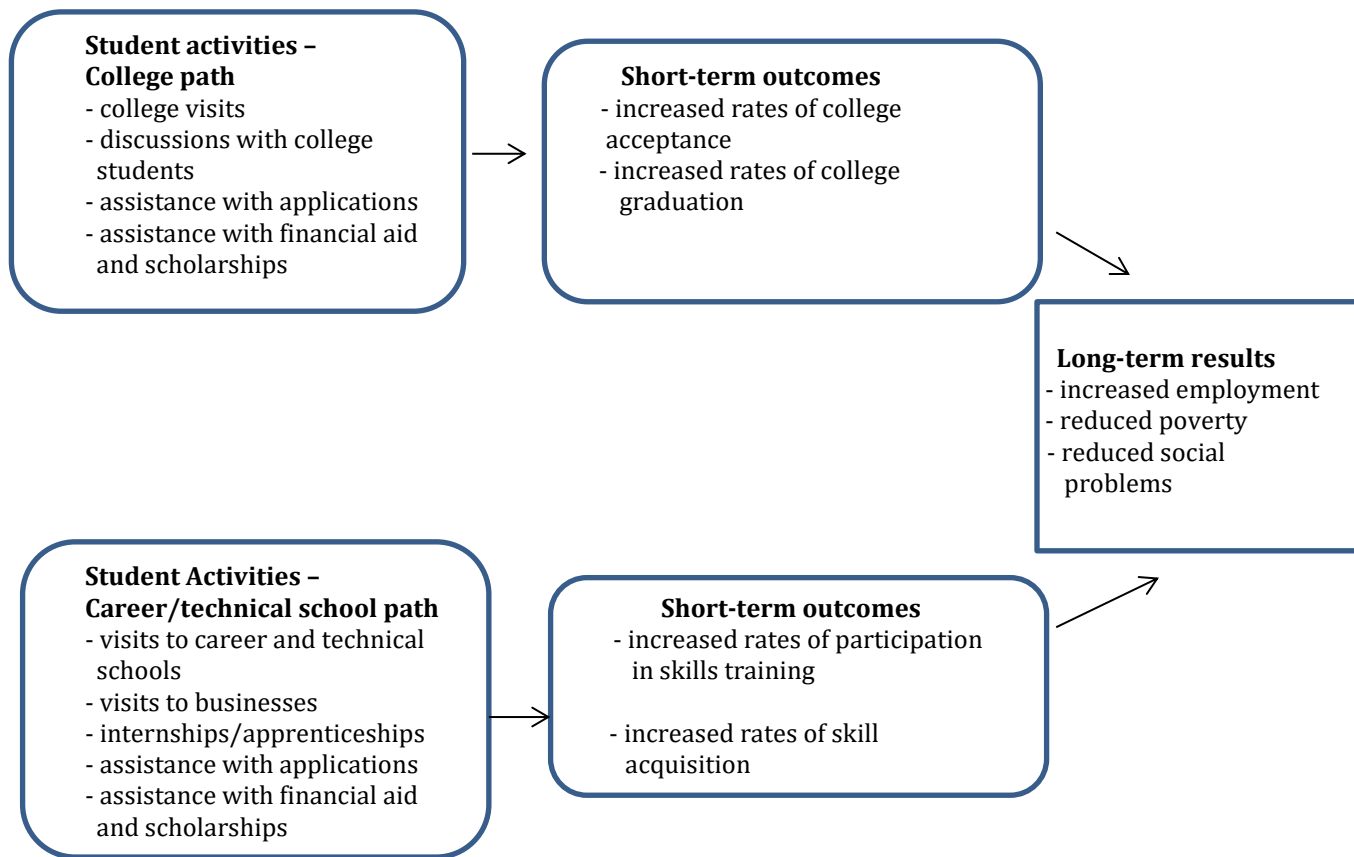 Student activities –
College path
- college visits
- discussions with college
students
- assistance with applications
- assistance with financial aid
and scholarships
Short-term outcomes
- increased rates of college
acceptance
- increased rates of college
graduation
Long-term results
- increased employment
- reduced poverty
- reduced social
problems
Student Activities –
Career/technical school path
- visits to career and technical
schools
- visits to businesses
- internships/apprenticeships
- assistance with applications
- assistance with financial aid
and scholarships
Short-term outcomes
- increased rates of participation
in skills training
- increased rates of skill
acquisition